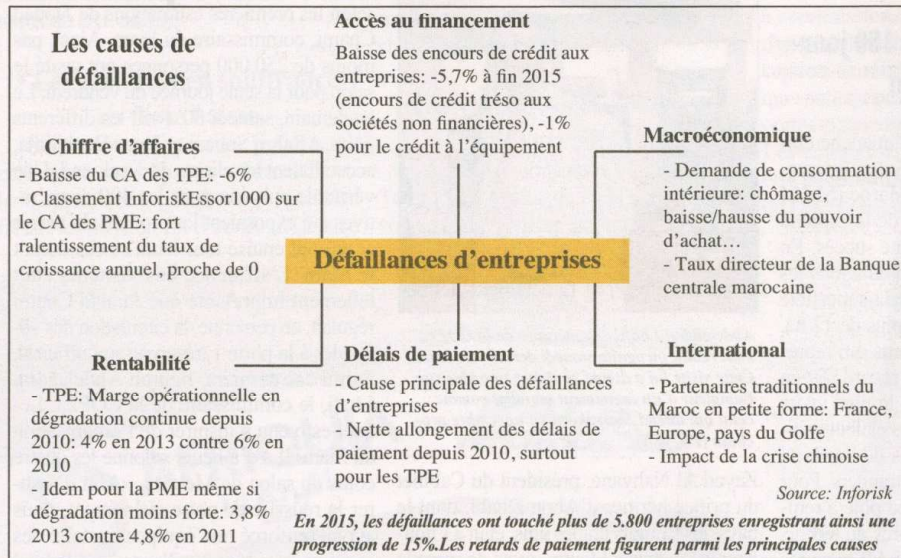 Les causes de
défaillances
Accès au financement
Baisse des encours de crédit aux
entreprises: -5,7% à fin 2015
(encours de crédit tréso aux
sociétés non financières), -1%
pour le crédit à l'équipement
Chiffre d'affaires
- Baisse du CA des TPE: -6%
- Classement InforiskEssor1000 sur
le CA des PME: fort
ralentissement du taux de
croissance annuel, proche de 0
Macroéconomique
- Demande de consommation
intérieure: chômage,
baisse/hausse du pouvoir
d'achat…
- Taux directeur de la Banque
centrale marocaine
Défaillances d'entreprises
Rentabilité
- TPE: Marge opérationnelle en
dégradation continue depuis
2010: 4% en 2013 contre 6% en
2010
- Idem pour la PME même si
dégradation moins forte: 3,8%
2013 contre 4,8% en 2011
Délais de paiement
- Cause principale des défaillances
d'entreprises
- Nette allongement des délais de
paiement depuis 2010, surtout
pour les TPE
International
- Partenaires traditionnels du
Maroc en petite forme: France,
Europe, pays du Golfe
- Impact de la crise chinoise
Source: Inforisk
En 2015, les défaillances ont touché plus de 5.800 entreprises enregistrant ainsi une
progression de 15%.Les retards de paiement figurent parmi les principales causes